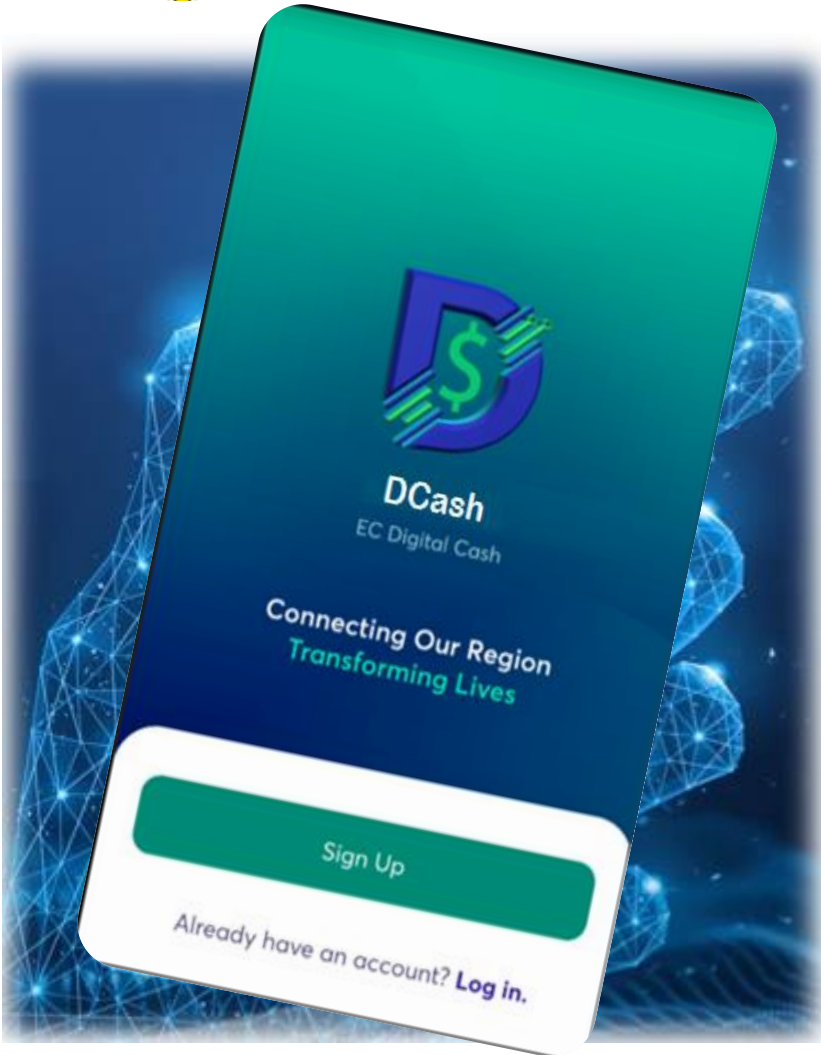 DCash
EC Digital Cash
Connecting Our Region
Transforming Lives
Sign Up
Already have an account? Log in.